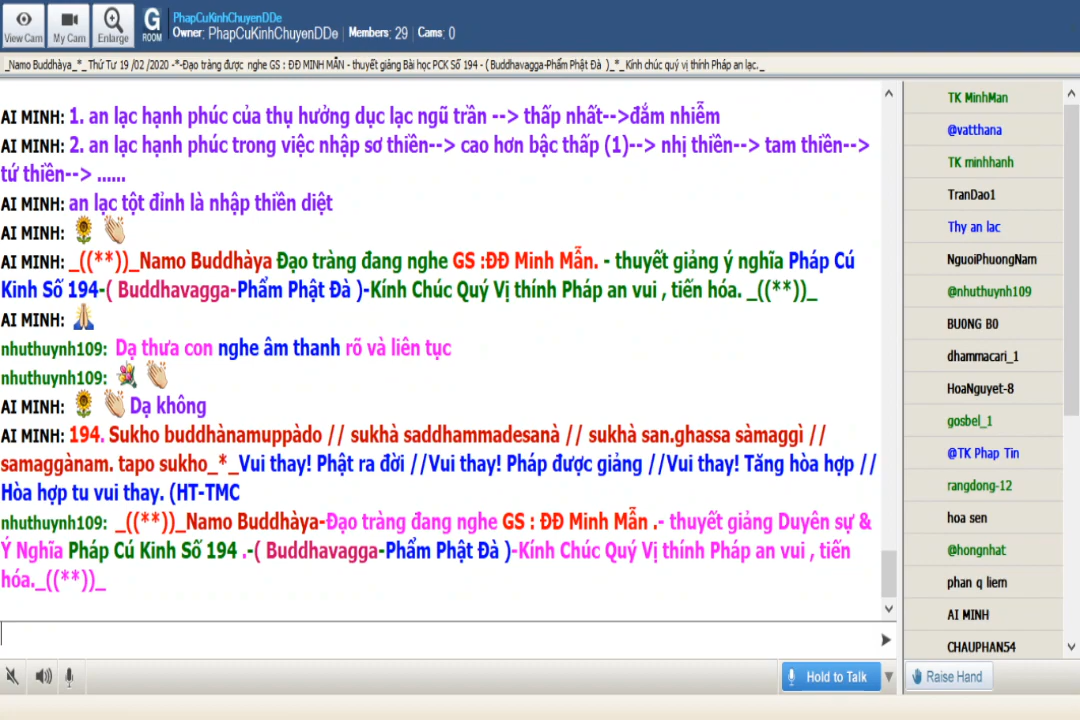 PhapCuKinhChuyenDDe
Owner: PhapCuKinhChuyenDDe Members: 29 Cams: 0
View Cam My Cam Enlarge G ROOM
_Namo Buddhàya_*_ Thứ Tư 19 /02 /2020 -*-Đạo tràng được nghe GS : ĐĐ MINH MẪN - thuyết giảng Bài học PCK Số 194 - ( Buddhavagga-Phẩm Phật Đà )_*_ Kính chúc quý vị thính Pháp an lạc._
AI MINH: 1. an lạc hạnh phúc của thụ hưởng dục lạc ngũ trần --> thấp nhất-->đắm nhiễm
AI MINH: 2. an lạc hạnh phúc trong việc nhập sơ thiền--> cao hơn bậc thấp (1)--> nhị thiền--> tam thiền-->
tứ thiền--> ......
AI MINH: an lạc tột đỉnh là nhập thiền diệt
AI MINH:
AI MINH: _((**))_Namo Buddhàya Đạo tràng đang nghe GS :ĐĐ Minh Mẫn. - thuyết giảng ý nghĩa Pháp Cú
Kinh Số 194-( Buddhavagga-Phẩm Phật Đà )-Kính Chúc Quý Vị thính Pháp an vui , tiến hóa. _((**))_
AI MINH:
nhuthuynh109: Dạ thưa con nghe âm thanh rõ và liên tục
nhuthuynh109:
AI MINH: Dạ không
AI MINH: 194. Sukho buddhànamuppàdo // sukhà saddhammadesanà // sukhà san.ghassa sàmaggì //
samaggànam. tapo sukho_*_Vui thay! Phật ra đời //Vui thay! Pháp được giảng //Vui thay! Tăng hòa hợp //
Hòa hợp tu vui thay. (HT-TMC
nhuthuynh109: _((**))_Namo Buddhàya-Đạo tràng đang nghe GS : ĐĐ Minh Mẫn .- thuyết giảng Duyên sự &
Ý Nghĩa Pháp Cú Kinh Số 194 .-( Buddhavagga-Phẩm Phật Đà )-Kính Chúc Quý Vị thính Pháp an vui , tiến
hóa._((**))_
TK MinhMan
@vatthana
TK minhhanh
TranDao1
Thy an lac
NguoiPhuongNam
@nhuthuynh109
BU0NG B0
dhammacari_1
HoaNguyet-8
gosbel_1
@TK Phap Tin
rangdong-12
hoa sen
@hongnhat
phan q liem
AI MINH
CHAUPHAN54
Hold to Talk
Raise Hand